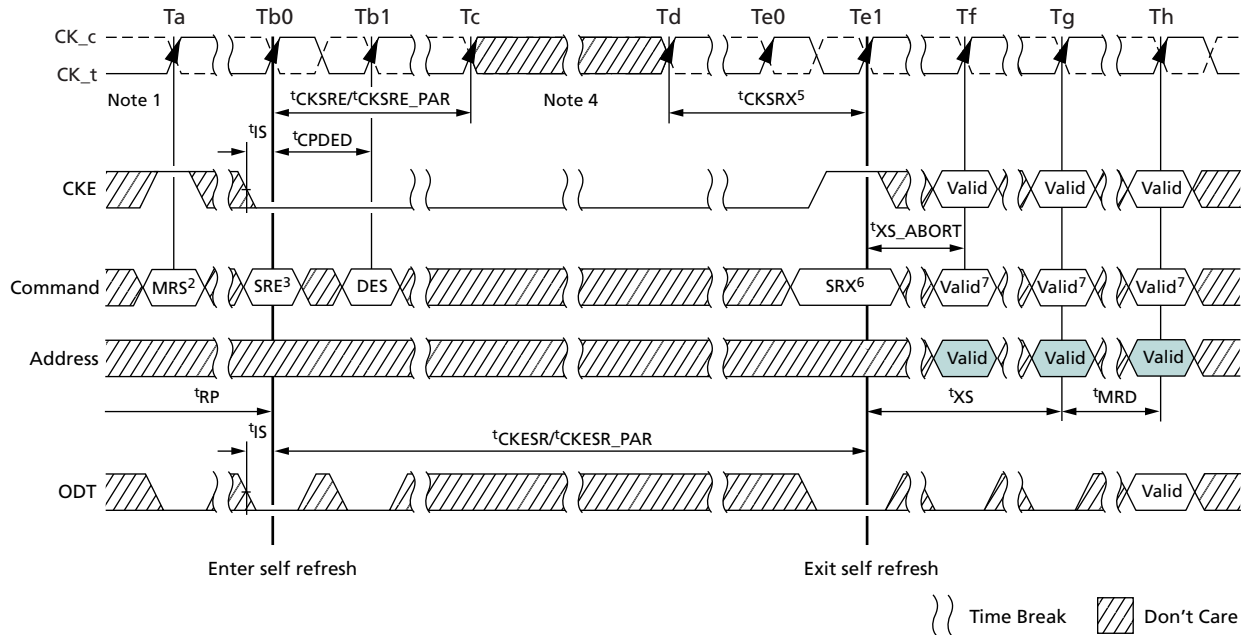 Ta Tb0 Tb1 Tc Td Te0 Te1 Tf Tg Th
CK_c
CK_t
Note 1 tCKSRE/tCKSRE_PAR Note 4 tCKSRX5
tIS tCPDED
CKE Valid Valid Valid
tXS_ABORT
Command MRS2 SRE3 DES SRX6 Valid7 Valid7 Valid7
Address Valid Valid Valid
tRP tXS tMRD
tIS tCKESR/tCKESR_PAR
ODT Valid
Enter self refresh Exit self refresh
Time Break Don't Care